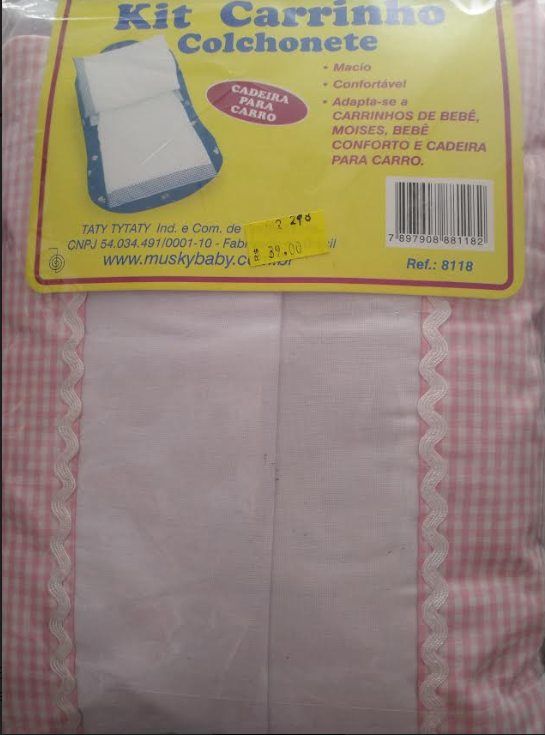 Kit Carrinho
Colchonete
CADEIRA
PARA
CARRO
• Macio
• Confortável
• Adapta-se a
CARRINHOS DE BEBÊ,
MOISES, BEBÊ
CONFORTO E CADEIRA
PARA CARRO.
7 897908 881182
TATY TYTATY Ind. e Com. de
290
39,00
CNPJ 54.034.491/0001-10 -
www.muskybaby.c
Ref.: 8118